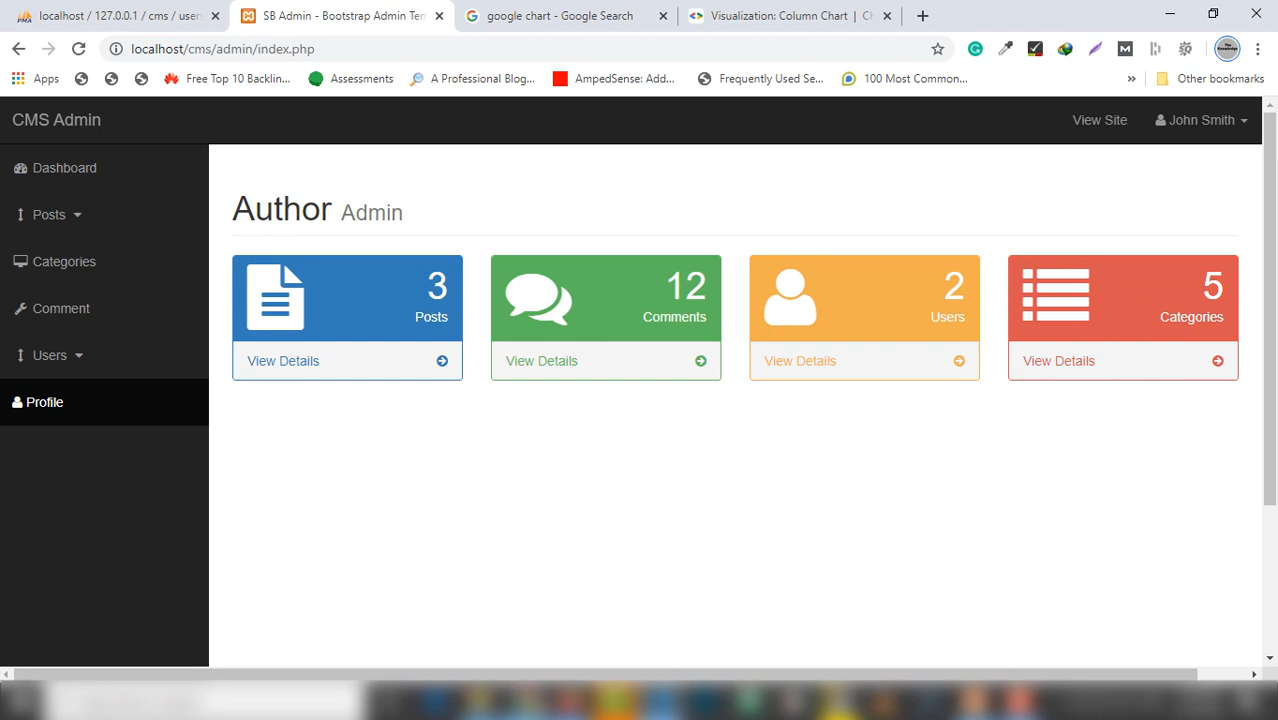 localhost / 127.0.0.1 / cms / user
SB Admin - Bootstrap Admin Tem
google chart - Google Search
Visualization: Column Chart | Ch
localhost/cms/admin/index.php
Apps
Free Top 10 Backlin...
Assessments
A Professional Blog...
AmpedSense: Add...
Frequently Used Se...
100 Most Common...
»
Other bookmarks
CMS Admin
View Site
John Smith
Dashboard
Posts
Categories
Comment
Users
Profile
Author Admin
3
Posts
View Details
12
Comments
View Details
2
Users
View Details
5
Categories
View Details